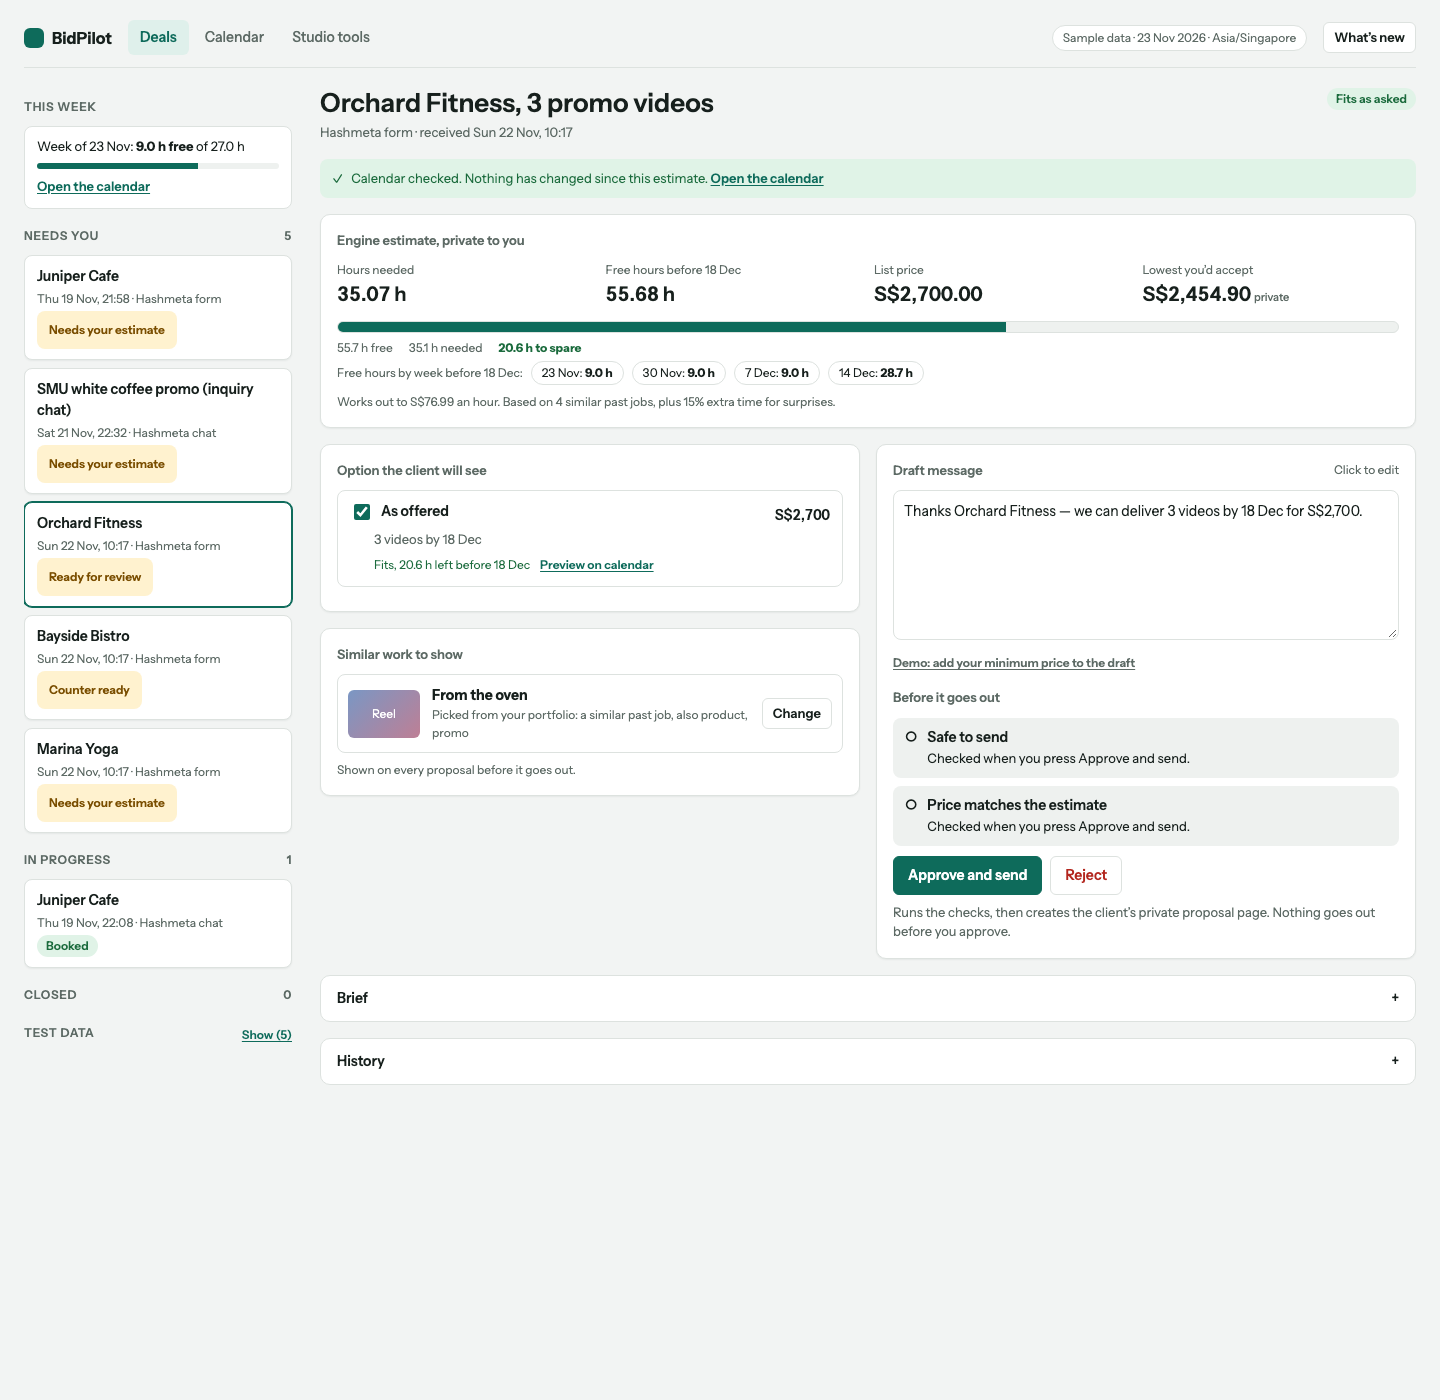 BidPilot
Deals
Calendar
Studio tools
Sample data · 23 Nov 2026 · Asia/Singapore
What's new
THIS WEEK
Week of 23 Nov: 9.0 h free of 27.0 h
Open the calendar
NEEDS YOU 5
Juniper Cafe
Thu 19 Nov, 21:58 · Hashmeta form
Needs your estimate
SMU white coffee promo (inquiry
chat)
Sat 21 Nov, 22:32 · Hashmeta chat
Needs your estimate
Orchard Fitness
Sun 22 Nov, 10:17 · Hashmeta form
Ready for review
Bayside Bistro
Sun 22 Nov, 10:17 · Hashmeta form
Counter ready
Marina Yoga
Sun 22 Nov, 10:17 · Hashmeta form
Needs your estimate
IN PROGRESS 1
Juniper Cafe
Thu 19 Nov, 22:08 · Hashmeta chat
Booked
CLOSED 0
TEST DATA Show (5)
Orchard Fitness, 3 promo videos
Fits as asked
Hashmeta form · received Sun 22 Nov, 10:17
✓ Calendar checked. Nothing has changed since this estimate. Open the calendar
Engine estimate, private to you
Hours needed
35.07 h
Free hours before 18 Dec
55.68 h
List price
S$2,700.00
Lowest you'd accept
S$2,454.90 private
55.7 h free 35.1 h needed 20.6 h to spare
Free hours by week before 18 Dec: 23 Nov: 9.0 h 30 Nov: 9.0 h 7 Dec: 9.0 h 14 Dec: 28.7 h
Works out to S$76.99 an hour. Based on 4 similar past jobs, plus 15% extra time for surprises.
Option the client will see
As offered
S$2,700
3 videos by 18 Dec
Fits, 20.6 h left before 18 Dec Preview on calendar
Similar work to show
Reel
From the oven
Picked from your portfolio: a similar past job, also product,
promo
Change
Shown on every proposal before it goes out.
Draft message
Click to edit
Thanks Orchard Fitness — we can deliver 3 videos by 18 Dec for S$2,700.
Demo: add your minimum price to the draft
Before it goes out
Safe to send
Checked when you press Approve and send.
Price matches the estimate
Checked when you press Approve and send.
Approve and send
Reject
Runs the checks, then creates the client's private proposal page. Nothing goes out
before you approve.
Brief +
History +